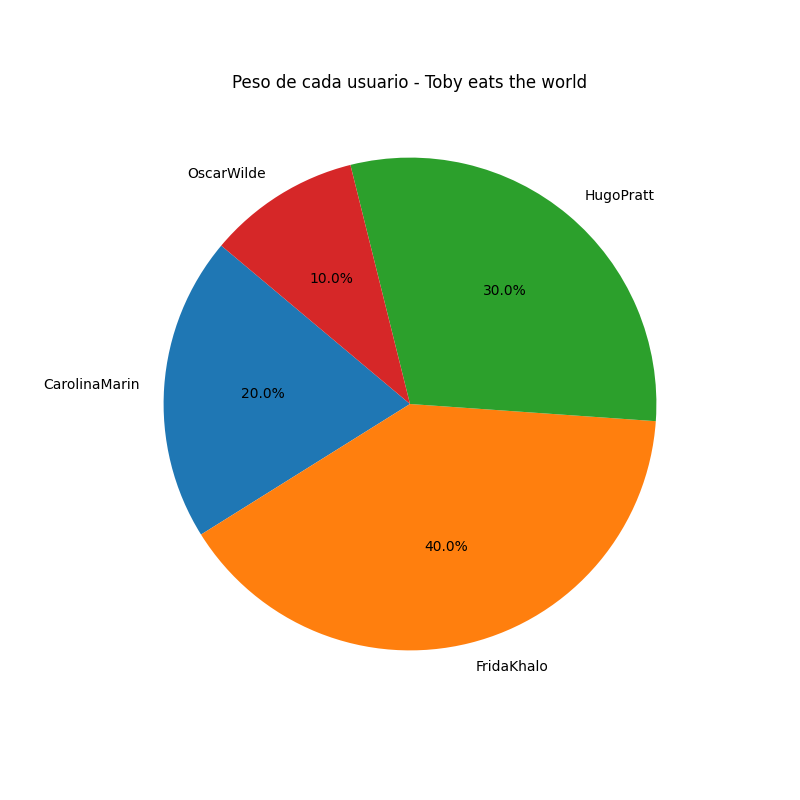 Peso de cada usuario - Toby eats the world
OscarWilde
HugoPratt
10.0%
30.0%
CarolinaMarin
20.0%
40.0%
FridaKhalo